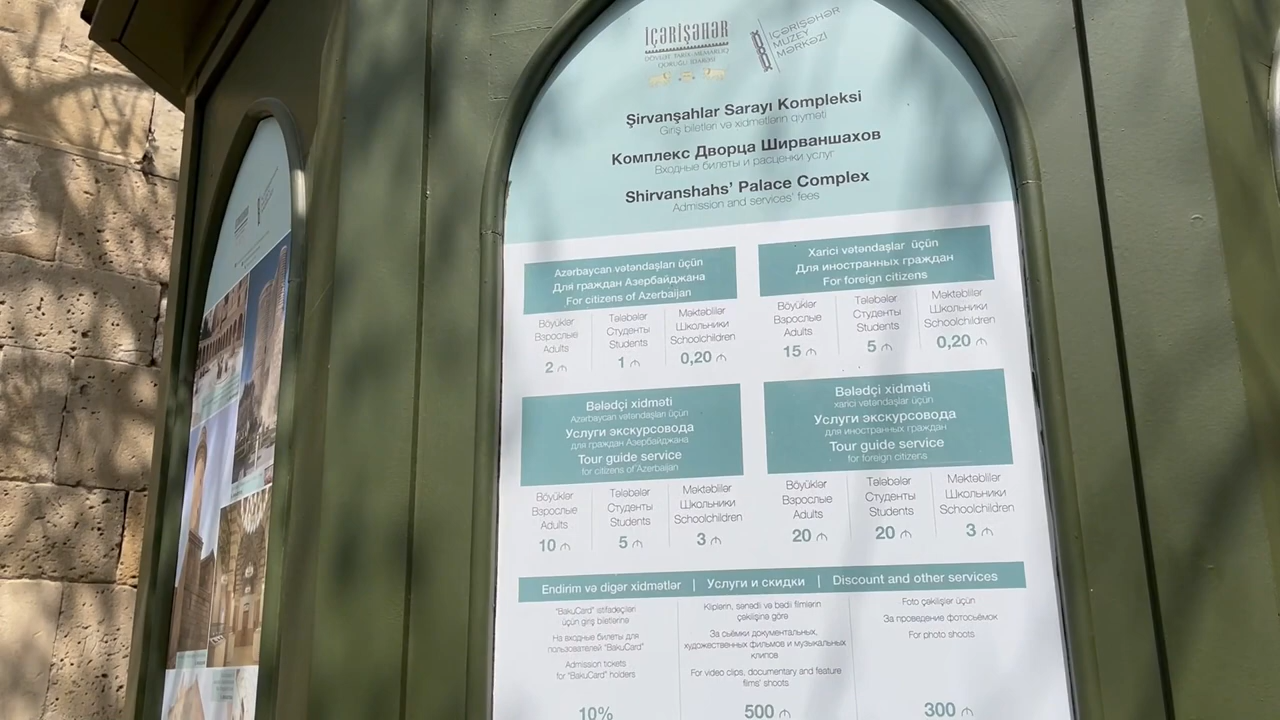 İÇƏRİŞƏHƏR
DÖVLƏT TARİX-MEMARLIQ
QORUĞU İDARƏSİ
İÇƏRİŞƏHƏR
MUZEY
MƏRKƏZİ
Şirvanşahlar Sarayı Kompleksi
Giriş biletləri və xidmətlərin qiyməti
Комплекс Дворца Ширваншахов
Входные билеты и расценки услуг
Shirvanshahs' Palace Complex
Admission and services' fees
Azərbaycan vətəndaşları üçün
Для граждан Азербайджана
For citizens of Azerbaijan
Böyüklər
Взрослые
Adults
2 ₼
Tələbələr
Студенты
Students
1 ₼
Məktəblilər
Школьники
Schoolchildren
0,20 ₼
Xarici vətəndaşlar üçün
Для иностранных граждан
For foreign citizens
Böyüklər
Взрослые
Adults
15 ₼
Tələbələr
Студенты
Students
5 ₼
Məktəblilər
Школьники
Schoolchildren
0,20 ₼
Bələdçi xidməti
Azərbaycan vətəndaşları üçün
Услуги экскурсовода
для граждан Азербайджана
Tour guide service
for citizens of Azerbaijan
Böyüklər
Взрослые
Adults
10 ₼
Tələbələr
Студенты
Students
5 ₼
Məktəblilər
Школьники
Schoolchildren
3 ₼
Bələdçi xidməti
xarici vətəndaşlar üçün
Услуги экскурсовода
для иностранных граждан
Tour guide service
for foreign citizens
Böyüklər
Взрослые
Adults
20 ₼
Tələbələr
Студенты
Students
20 ₼
Məktəblilər
Школьники
Schoolchildren
3 ₼
Endirim və digər xidmətlər | Услуги и скидки | Discount and other services
"BakuCard" istifadəçiləri
üçün giriş biletlərinə
На входные билеты для
пользователей "BakuCard"
Admission tickets
for "BakuCard" holders
10%
Kliplərin, sənədli və bədii filmlərin
çəkilişinə görə
За съёмки документальных,
художественных фильмов и музыкальных
клипов
For video clips, documentary and feature
films' shoots
500 ₼
Foto çəkilişlər üçün
За проведение фотосъёмок
For photo shoots
300 ₼